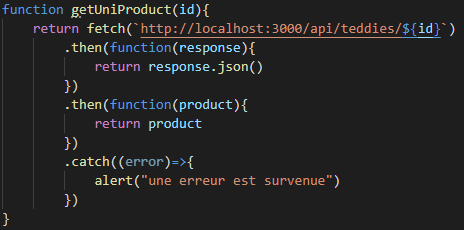 function getUniProduct(id){
    return fetch(`http://localhost:3000/api/teddies/${id}`)
        .then(function(response){
            return response.json()
        })
        .then(function(product){
            return product
        })
        .catch((error)=>{
            alert("une erreur est survenue")
        })
}